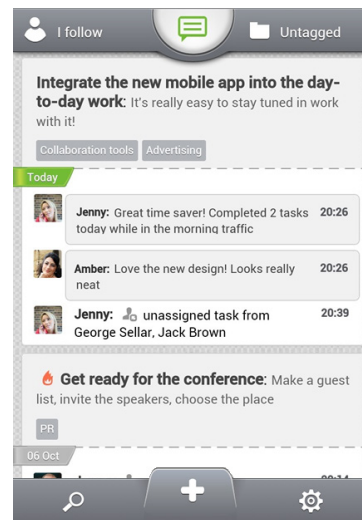 I follow
Untagged
Integrate the new mobile app into the day-
to-day work: It's really easy to stay tuned in work
with it!
Collaboration tools Advertising
Today
Jenny: Great time saver! Completed 2 tasks 20:26
today while in the morning traffic
Amber: Love the new design! Looks really 20:26
neat
Jenny: unassigned task from 20:39
George Sellar, Jack Brown
Get ready for the conference: Make a guest
list, invite the speakers, choose the place
PR
06 Oct